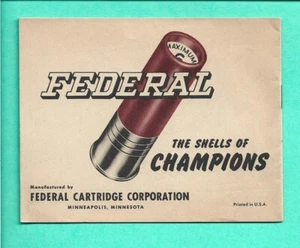 MAXIMUM
FEDERAL
THE SHELLS OF
CHAMPIONS
Manufactured by
FEDERAL CARTRIDGE CORPORATION
MINNEAPOLIS, MINNESOTA
Printed in U.S.A.